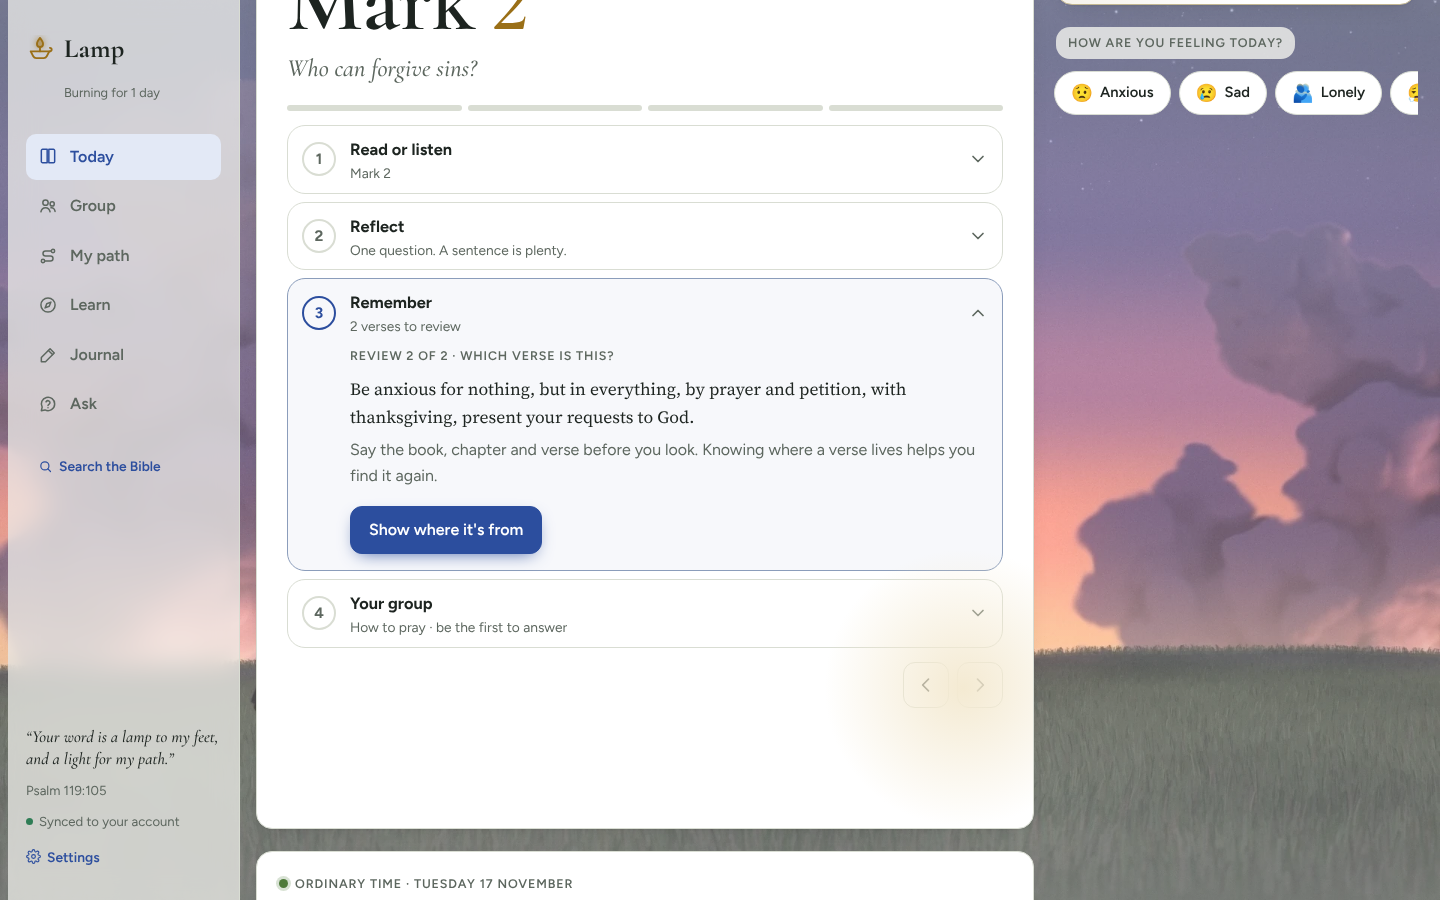 Lamp
Burning for 1 day
Today
Group
My path
Learn
Journal
Ask
Search the Bible
“Your word is a lamp to my feet,
and a light for my path.”
Psalm 119:105
Synced to your account
Settings
Mark 2
Who can forgive sins?
1
Read or listen
Mark 2
2
Reflect
One question. A sentence is plenty.
3
Remember
2 verses to review
REVIEW 2 OF 2 · WHICH VERSE IS THIS?
Be anxious for nothing, but in everything, by prayer and petition, with
thanksgiving, present your requests to God.
Say the book, chapter and verse before you look. Knowing where a verse lives helps you
find it again.
Show where it's from
4
Your group
How to pray · be the first to answer
ORDINARY TIME · TUESDAY 17 NOVEMBER
HOW ARE YOU FEELING TODAY?
Anxious
Sad
Lonely